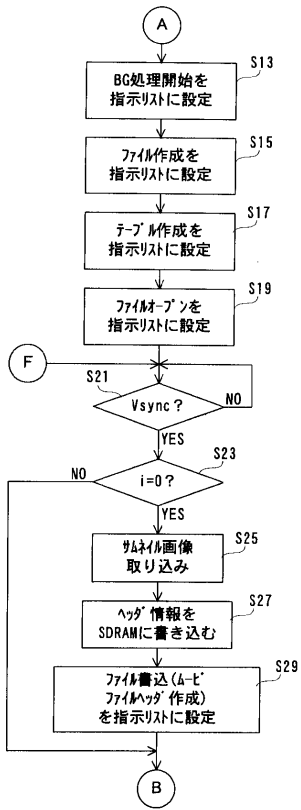 A
S13
BG処理開始を
指示リストに設定
S15
ファイル作成を
指示リストに設定
S17
テーブル作成を
指示リストに設定
S19
ファイルオープンを
指示リストに設定
F
S21
Vsync?
NO
YES
S23
NO
i=0?
YES
S25
サムネイル画像
取り込み
S27
ヘッダ情報を
SDRAMに書き込む
S29
ファイル書込(ムービ
ファイルヘッダ作成)
を指示リストに設定
B